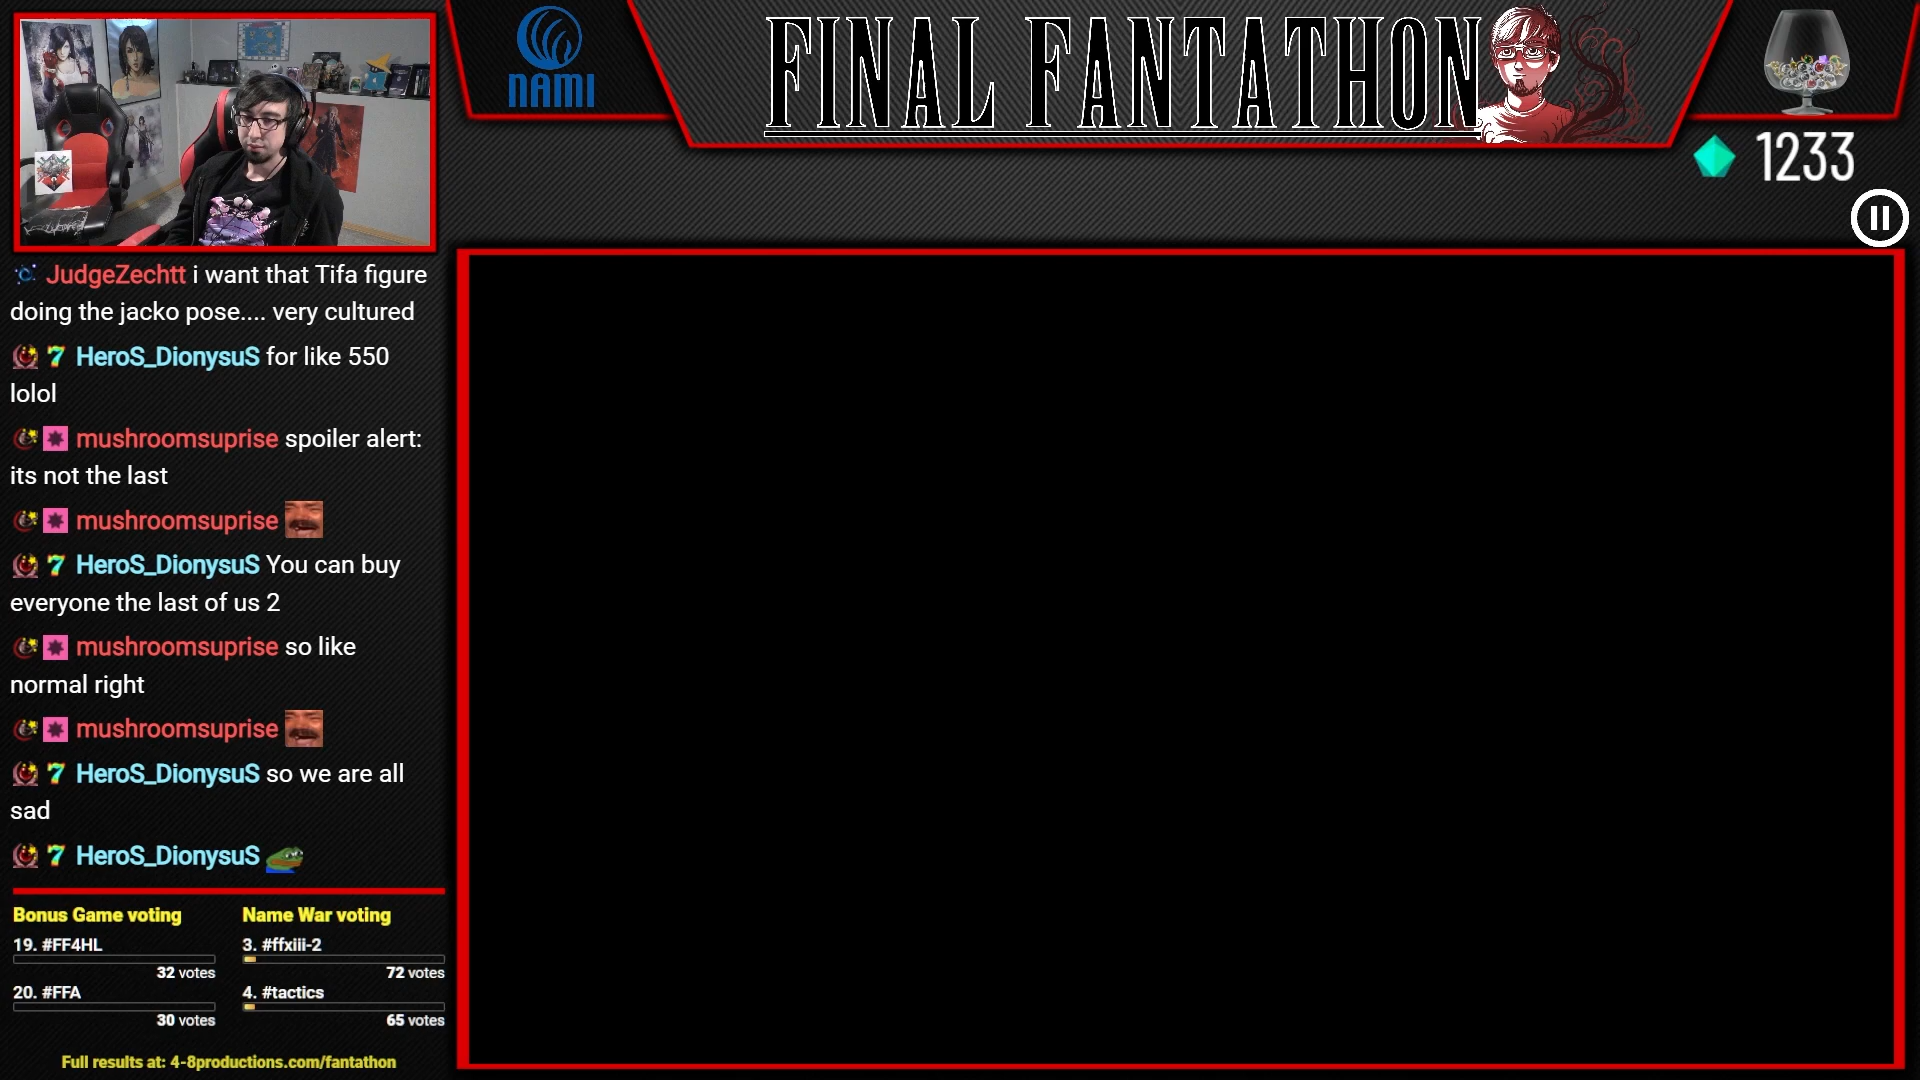 NAMI
FINAL FANTATHON
1233
JudgeZechtt i want that Tifa figure
doing the jacko pose.... very cultured
7 HeroS_DionysuS for like 550
lolol
mushroomsuprise spoiler alert:
its not the last
mushroomsuprise
7 HeroS_DionysuS You can buy
everyone the last of us 2
mushroomsuprise so like
normal right
mushroomsuprise
7 HeroS_DionysuS so we are all
sad
7 HeroS_DionysuS
Bonus Game voting
19. #FF4HL
32 votes
20. #FFA
30 votes
Name War voting
3. #ffxiii-2
72 votes
4. #tactics
65 votes
Full results at: 4-8productions.com/fantathon